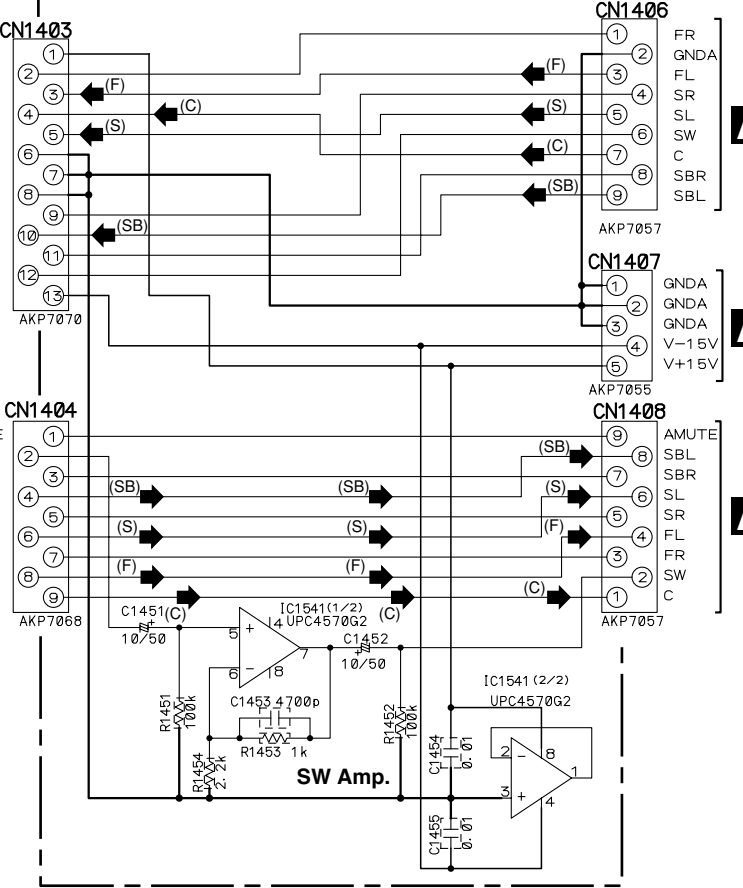 CN1403
1
2
3
4
5
6
7
8
9
10
11
12
13
AKP7070
(F)
(C)
(S)
(SB)
CN1406
1 FR
2 GNDA
3 FL
4 SR
5 SL
6 SW
7 C
8 SBR
9 SBL
(F)
(S)
(C)
(SB)
AKP7057
CN1407
1 GNDA
2 GNDA
3 GNDA
4 V-15V
5 V+15V
AKP7055
CN1404
1
2
3
4
5
6
7
8
9
AKP7068
(SB) (SB) (SB)
(S) (S) (S)
(F) (F) (F)
(C) (C) (C)
CN1408
9 AMUTE
8 SBL
7 SBR
6 SL
5 SR
4 FL
3 FR
2 SW
1 C
AKP7057
C1451
10/50
+
IC1541(1/2)
UPC4570G2
5 + 4
6 - 8
7
C1452
10/50
+
R1451
100k
C1453 4700p
R1453 1k
R1454
2.2k
R1452
100k
SW Amp.
C1454
0.01
C1455
0.01
IC1541(2/2)
UPC4570G2
2 - 8
3 + 4
1